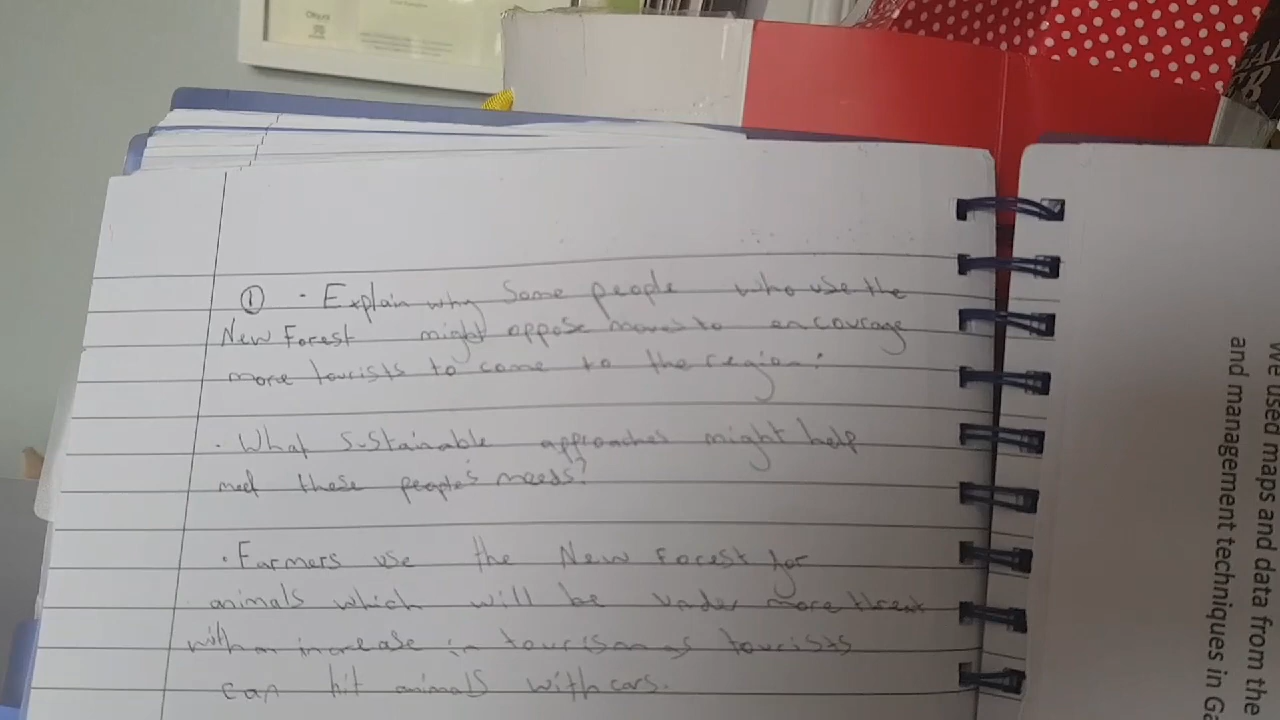 ① · Explain why some people who use the
New Forest might oppose moves to encourage
more tourists to come to the region:
· What sustainable approaches might help
meet these people's needs?
· Farmers use the New Forest for
animals which will be under more threat
with an increase in tourism as tourists
can hit animals with cars.
We used maps and data from the
and management techniques in Ga